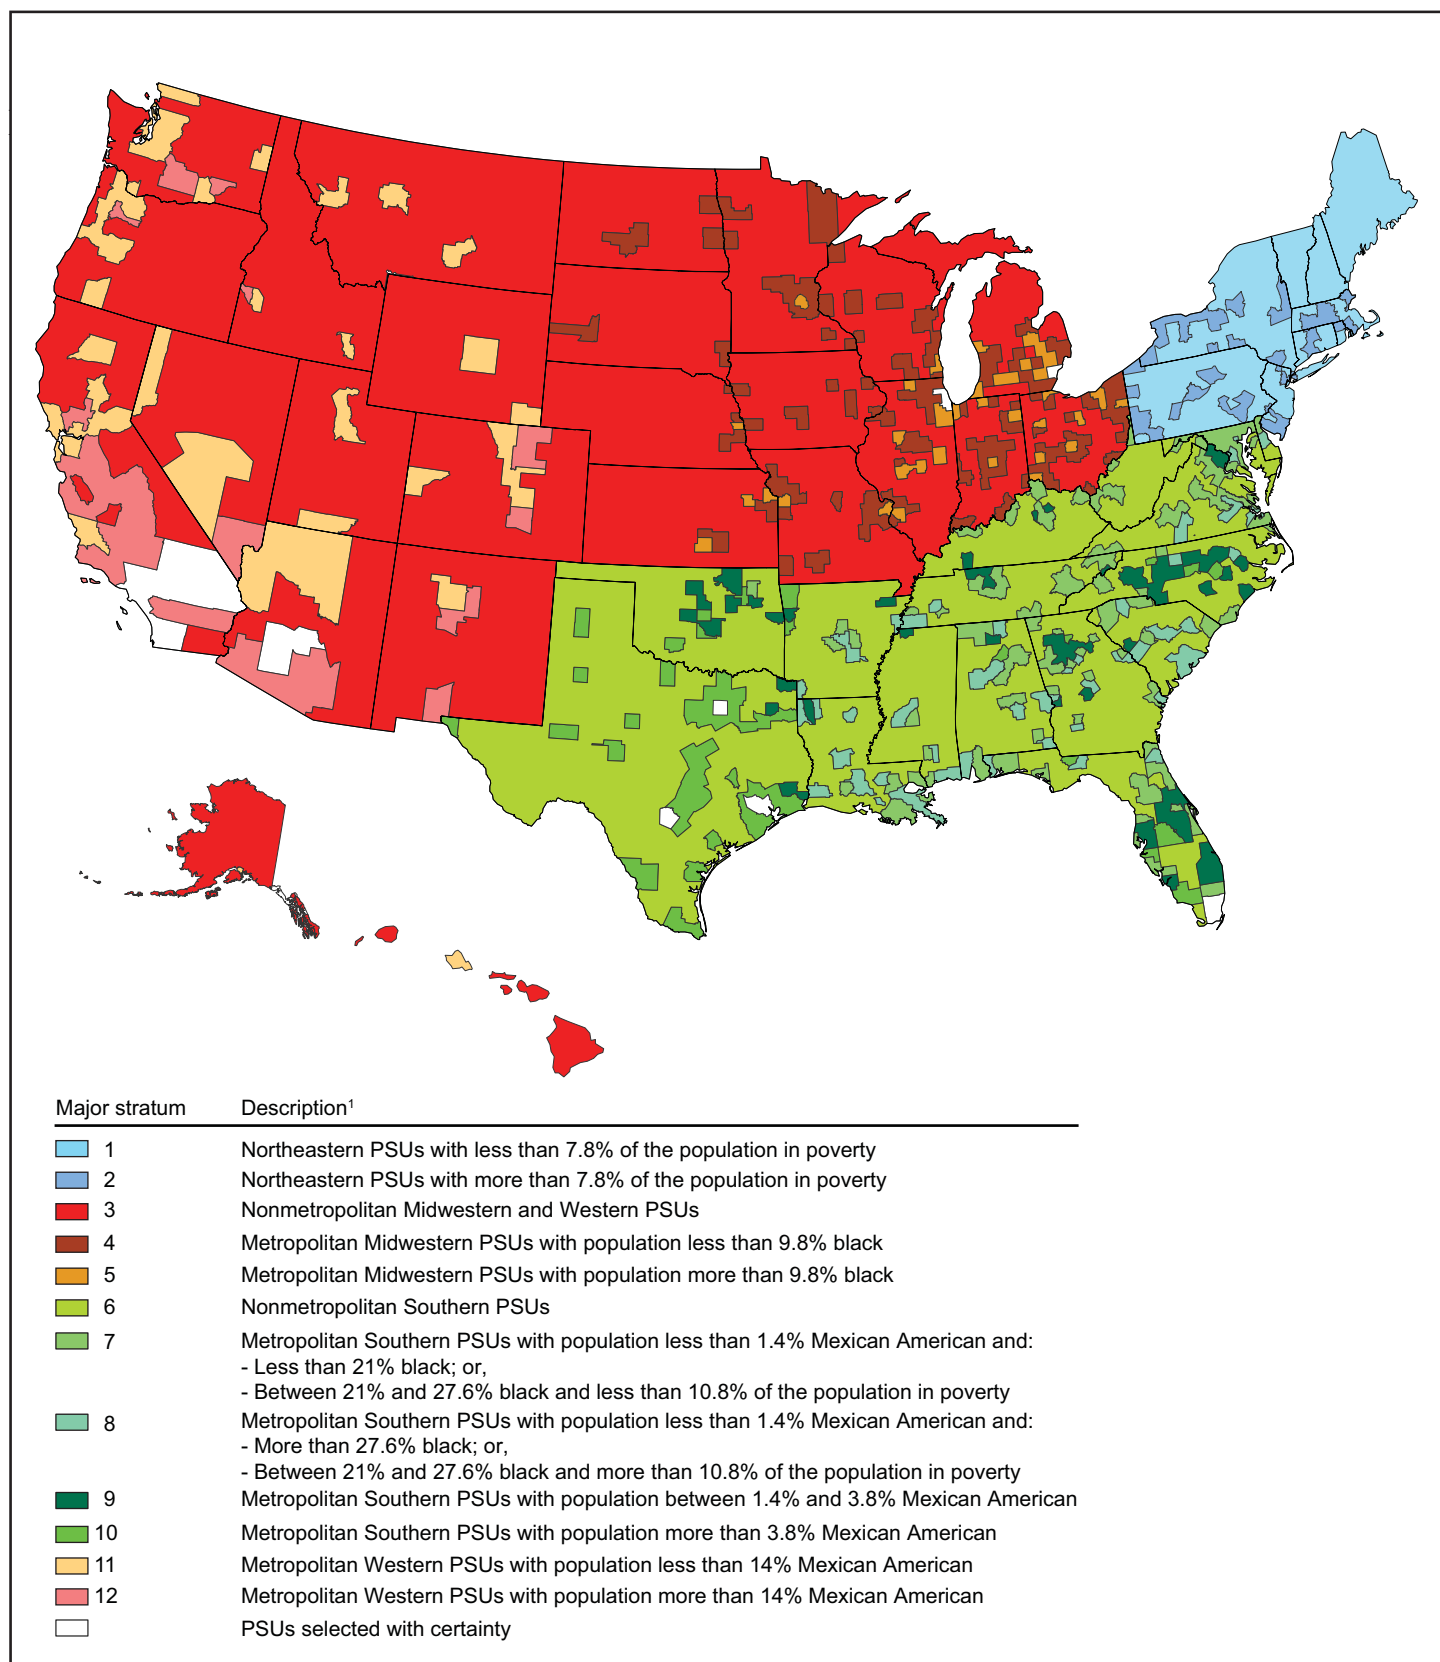 Major stratum Description1
1 Northeastern PSUs with less than 7.8% of the population in poverty
2 Northeastern PSUs with more than 7.8% of the population in poverty
3 Nonmetropolitan Midwestern and Western PSUs
4 Metropolitan Midwestern PSUs with population less than 9.8% black
5 Metropolitan Midwestern PSUs with population more than 9.8% black
6 Nonmetropolitan Southern PSUs
7 Metropolitan Southern PSUs with population less than 1.4% Mexican American and:
- Less than 21% black; or,
- Between 21% and 27.6% black and less than 10.8% of the population in poverty
8 Metropolitan Southern PSUs with population less than 1.4% Mexican American and:
- More than 27.6% black; or,
- Between 21% and 27.6% black and more than 10.8% of the population in poverty
9 Metropolitan Southern PSUs with population between 1.4% and 3.8% Mexican American
10 Metropolitan Southern PSUs with population more than 3.8% Mexican American
11 Metropolitan Western PSUs with population less than 14% Mexican American
12 Metropolitan Western PSUs with population more than 14% Mexican American
PSUs selected with certainty